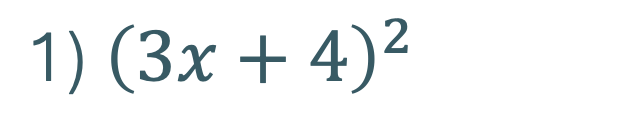 1) (3x + 4)²